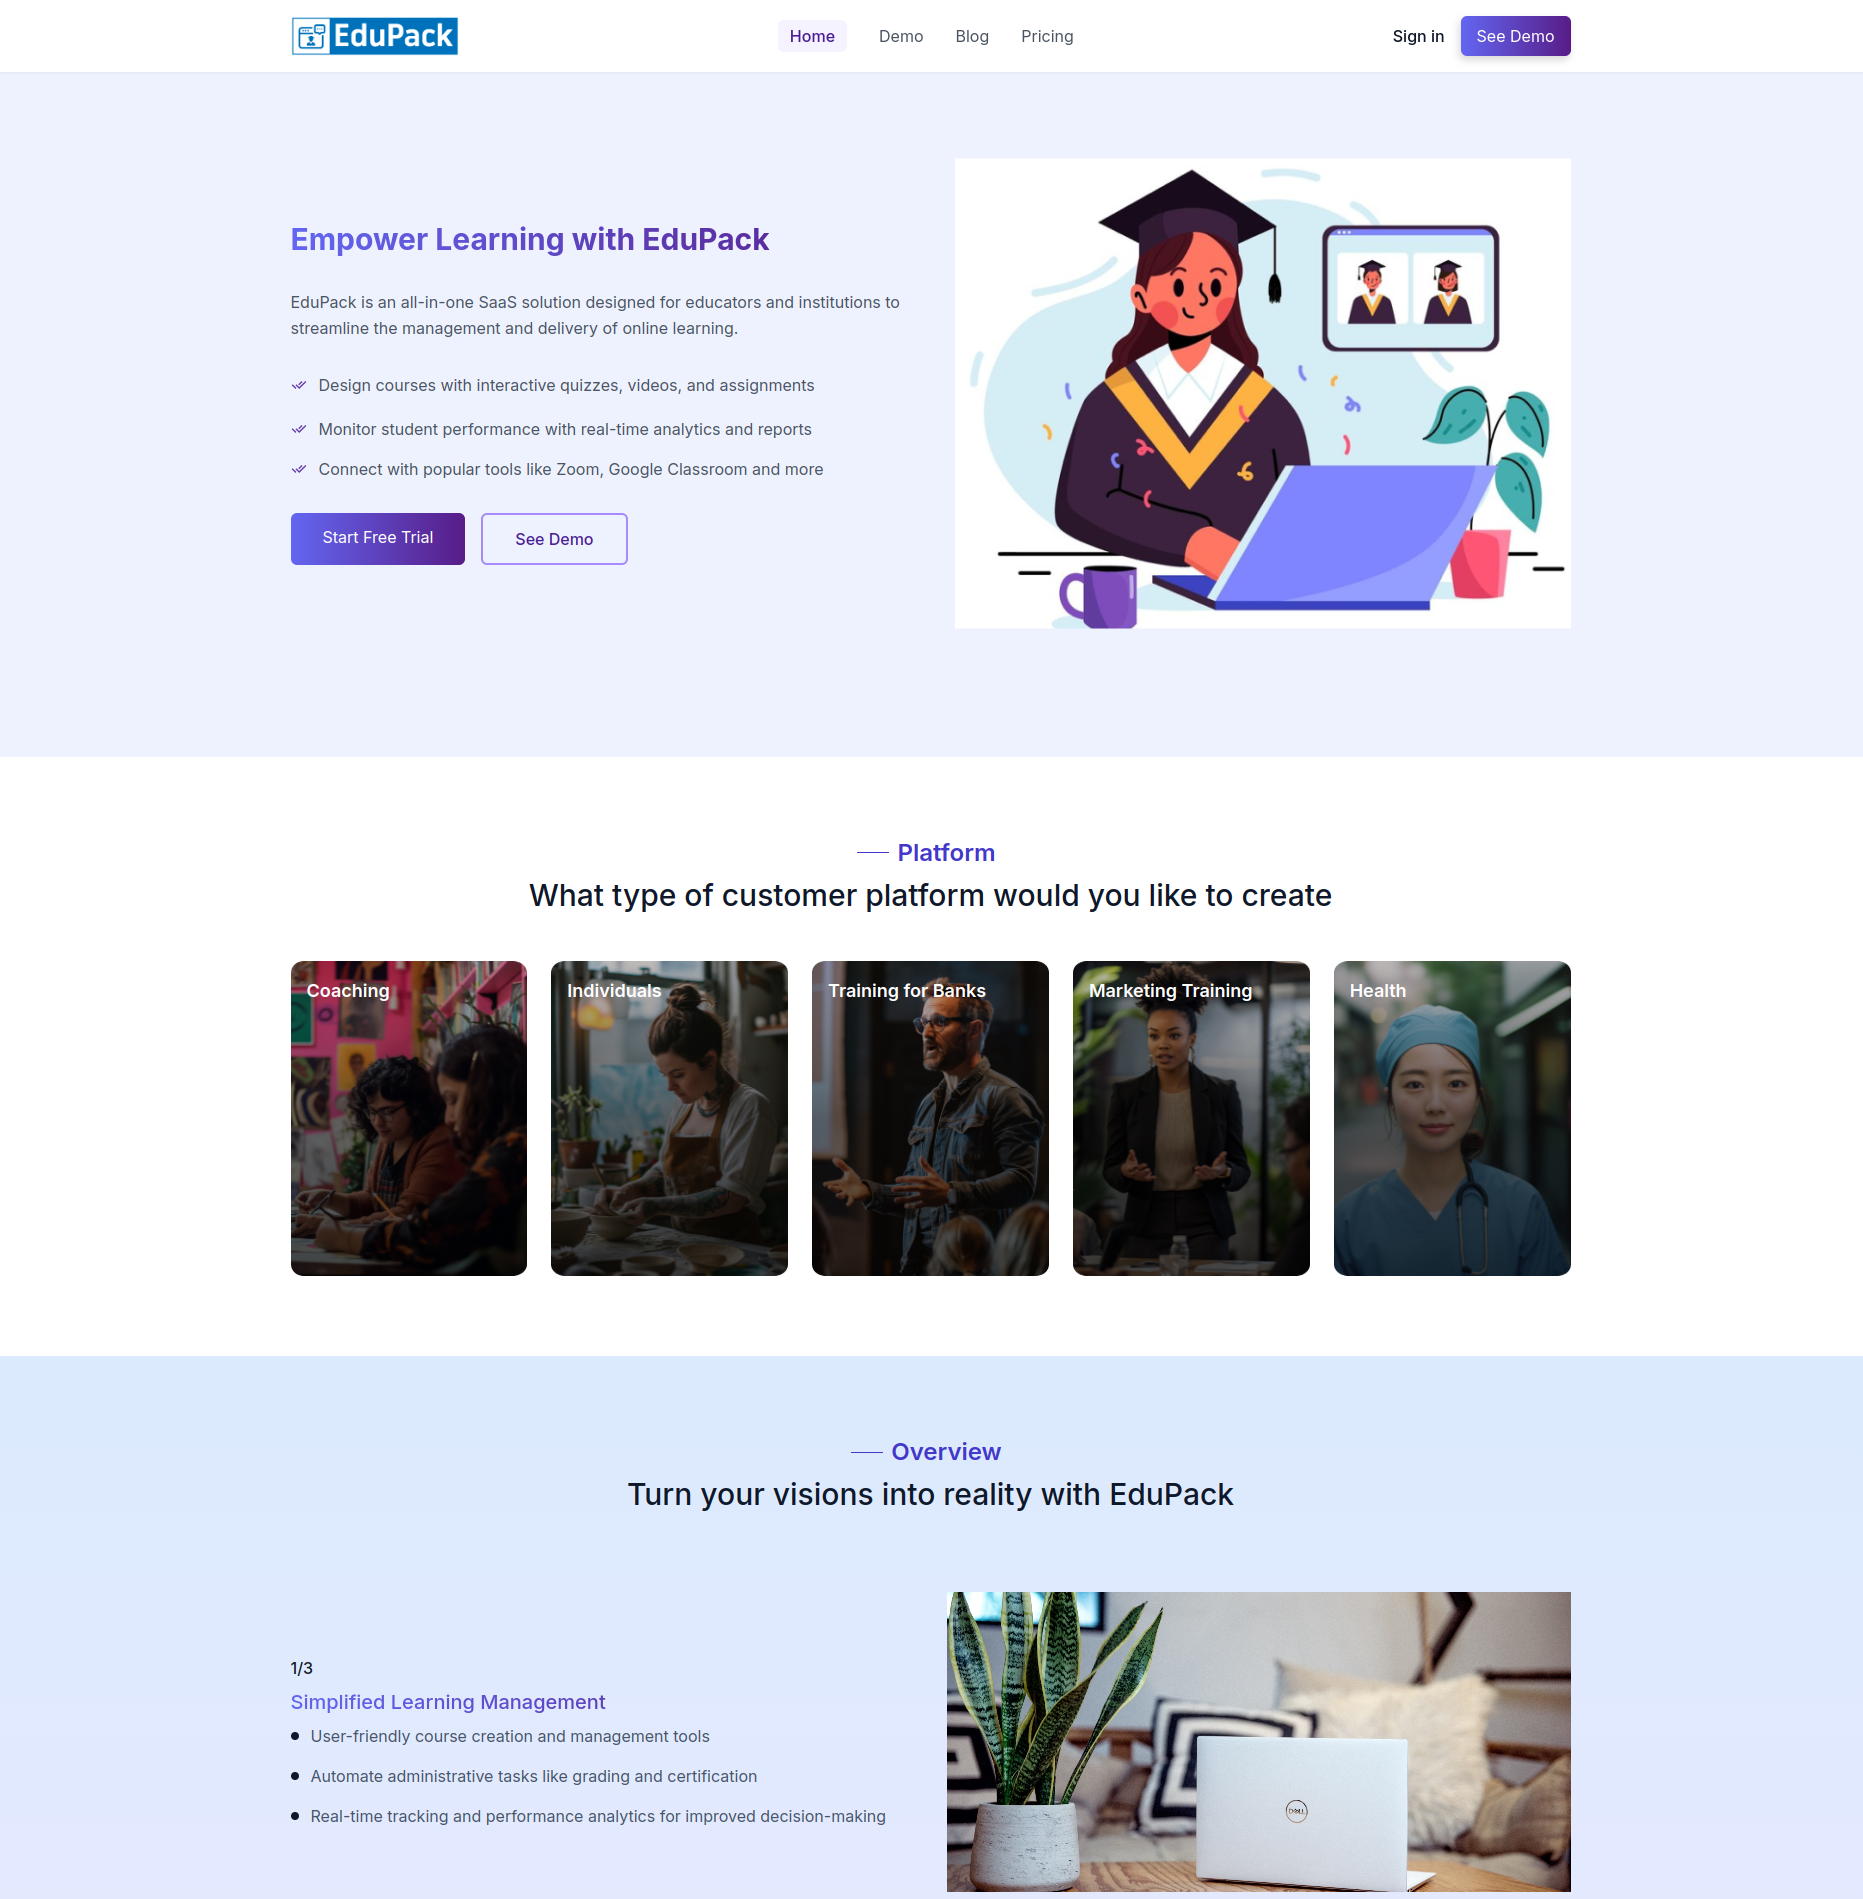 EduPack
Home
Demo
Blog
Pricing
Sign in
See Demo
Empower Learning with EduPack
EduPack is an all-in-one SaaS solution designed for educators and institutions to
streamline the management and delivery of online learning.
Design courses with interactive quizzes, videos, and assignments
Monitor student performance with real-time analytics and reports
Connect with popular tools like Zoom, Google Classroom and more
Start Free Trial
See Demo
Platform
What type of customer platform would you like to create
Coaching
Individuals
Training for Banks
Marketing Training
Health
Overview
Turn your visions into reality with EduPack
1/3
Simplified Learning Management
User-friendly course creation and management tools
Automate administrative tasks like grading and certification
Real-time tracking and performance analytics for improved decision-making
DELL